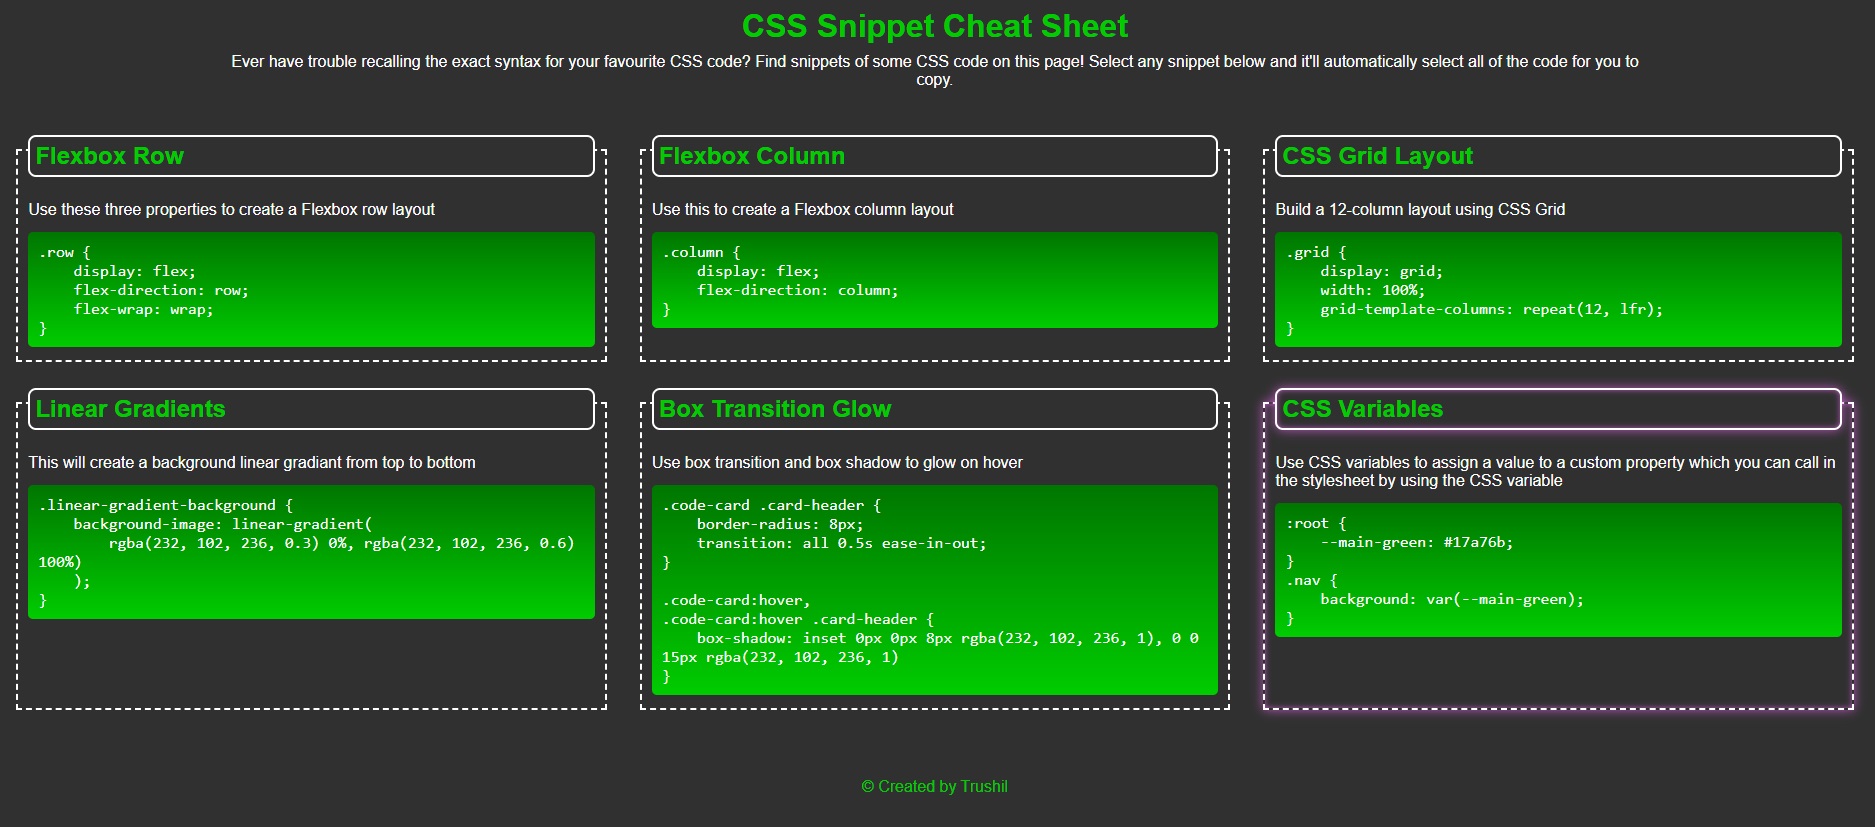 CSS Snippet Cheat Sheet
Ever have trouble recalling the exact syntax for your favourite CSS code? Find snippets of some CSS code on this page! Select any snippet below and it'll automatically select all of the code for you to
copy.
Flexbox Row
Use these three properties to create a Flexbox row layout
.row {
    display: flex;
    flex-direction: row;
    flex-wrap: wrap;
}
Flexbox Column
Use this to create a Flexbox column layout
.column {
    display: flex;
    flex-direction: column;
}
CSS Grid Layout
Build a 12-column layout using CSS Grid
.grid {
    display: grid;
    width: 100%;
    grid-template-columns: repeat(12, lfr);
}
Linear Gradients
This will create a background linear gradiant from top to bottom
.linear-gradient-background {
    background-image: linear-gradient(
        rgba(232, 102, 236, 0.3) 0%, rgba(232, 102, 236, 0.6)
100%)
    );
}
Box Transition Glow
Use box transition and box shadow to glow on hover
.code-card .card-header {
    border-radius: 8px;
    transition: all 0.5s ease-in-out;
}
.code-card:hover,
.code-card:hover .card-header {
    box-shadow: inset 0px 0px 8px rgba(232, 102, 236, 1), 0 0
15px rgba(232, 102, 236, 1)
}
CSS Variables
Use CSS variables to assign a value to a custom property which you can call in
the stylesheet by using the CSS variable
:root {
    --main-green: #17a76b;
}
.nav {
    background: var(--main-green);
}
© Created by Trushil